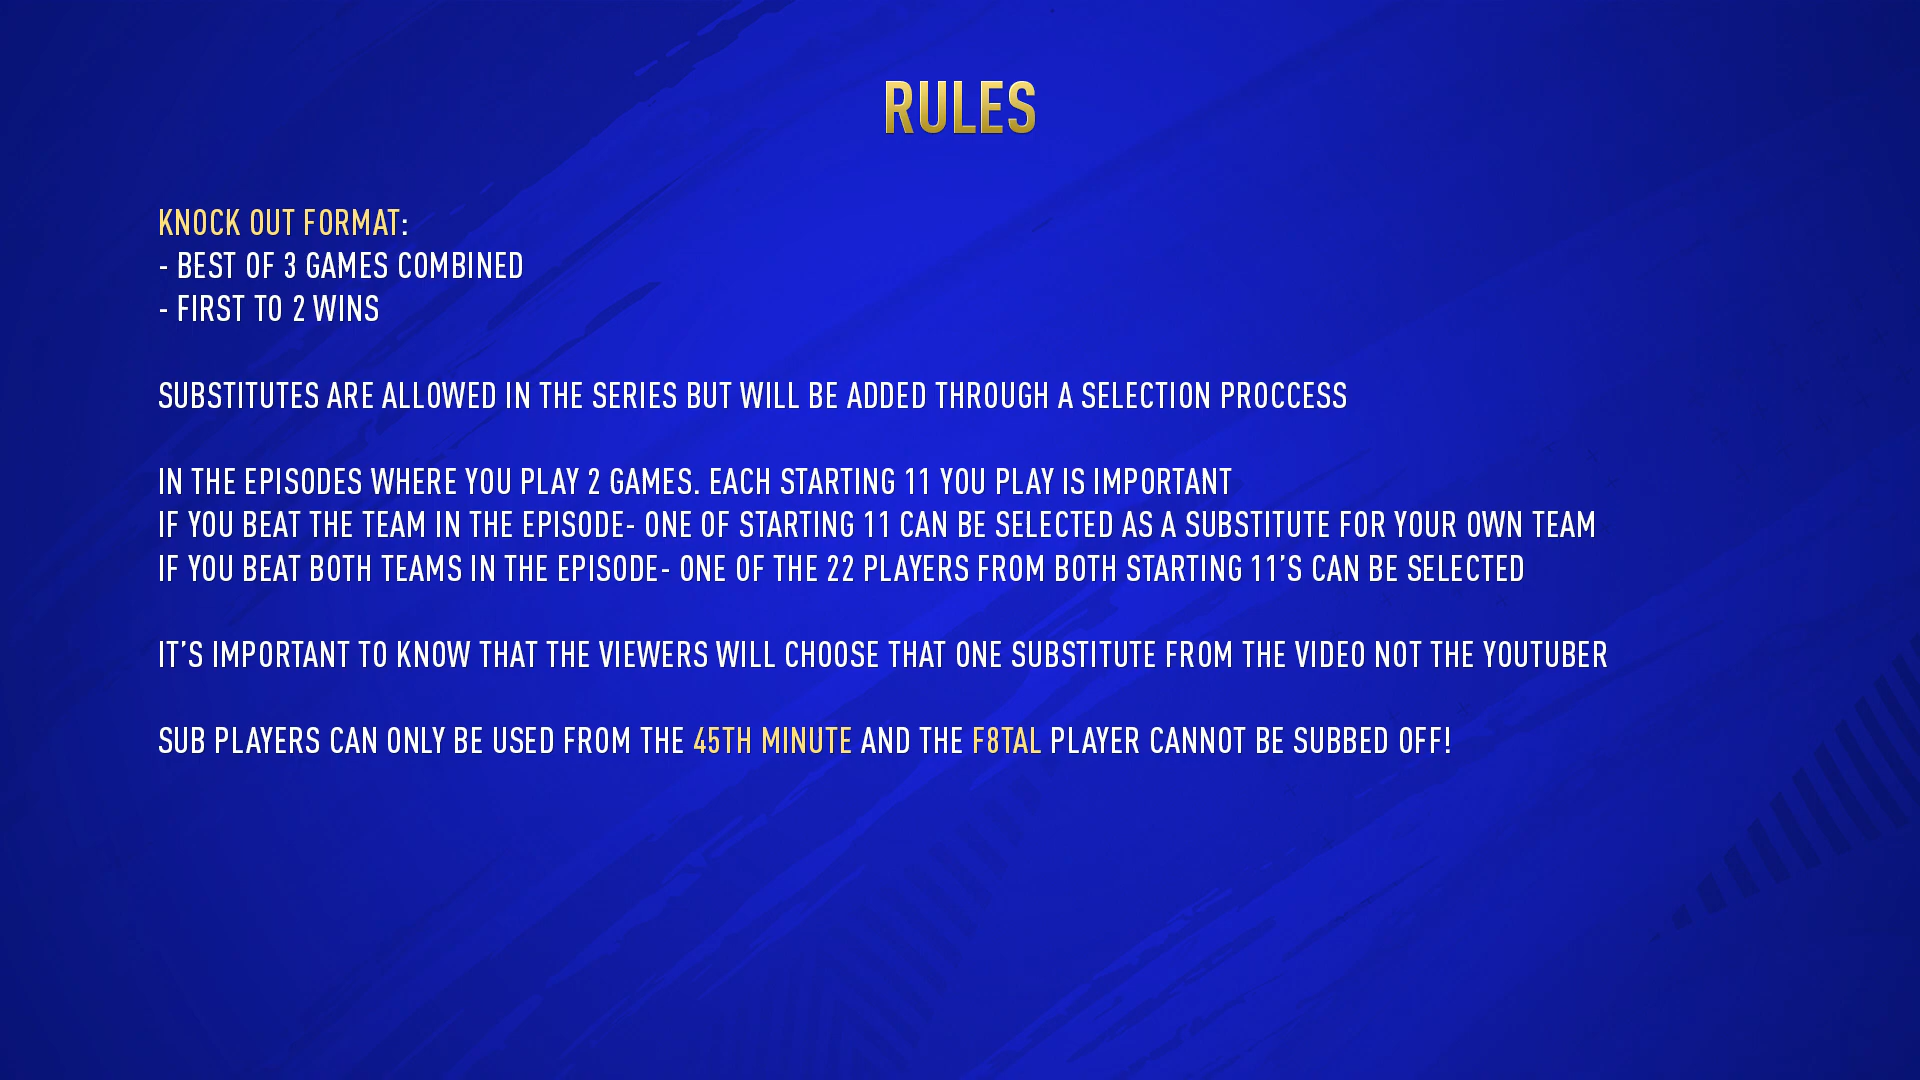 RULES
KNOCK OUT FORMAT:
- BEST OF 3 GAMES COMBINED
- FIRST TO 2 WINS
SUBSTITUTES ARE ALLOWED IN THE SERIES BUT WILL BE ADDED THROUGH A SELECTION PROCCESS
IN THE EPISODES WHERE YOU PLAY 2 GAMES. EACH STARTING 11 YOU PLAY IS IMPORTANT
IF YOU BEAT THE TEAM IN THE EPISODE- ONE OF STARTING 11 CAN BE SELECTED AS A SUBSTITUTE FOR YOUR OWN TEAM
IF YOU BEAT BOTH TEAMS IN THE EPISODE- ONE OF THE 22 PLAYERS FROM BOTH STARTING 11'S CAN BE SELECTED
IT'S IMPORTANT TO KNOW THAT THE VIEWERS WILL CHOOSE THAT ONE SUBSTITUTE FROM THE VIDEO NOT THE YOUTUBER
SUB PLAYERS CAN ONLY BE USED FROM THE 45TH MINUTE AND THE F8TAL PLAYER CANNOT BE SUBBED OFF!